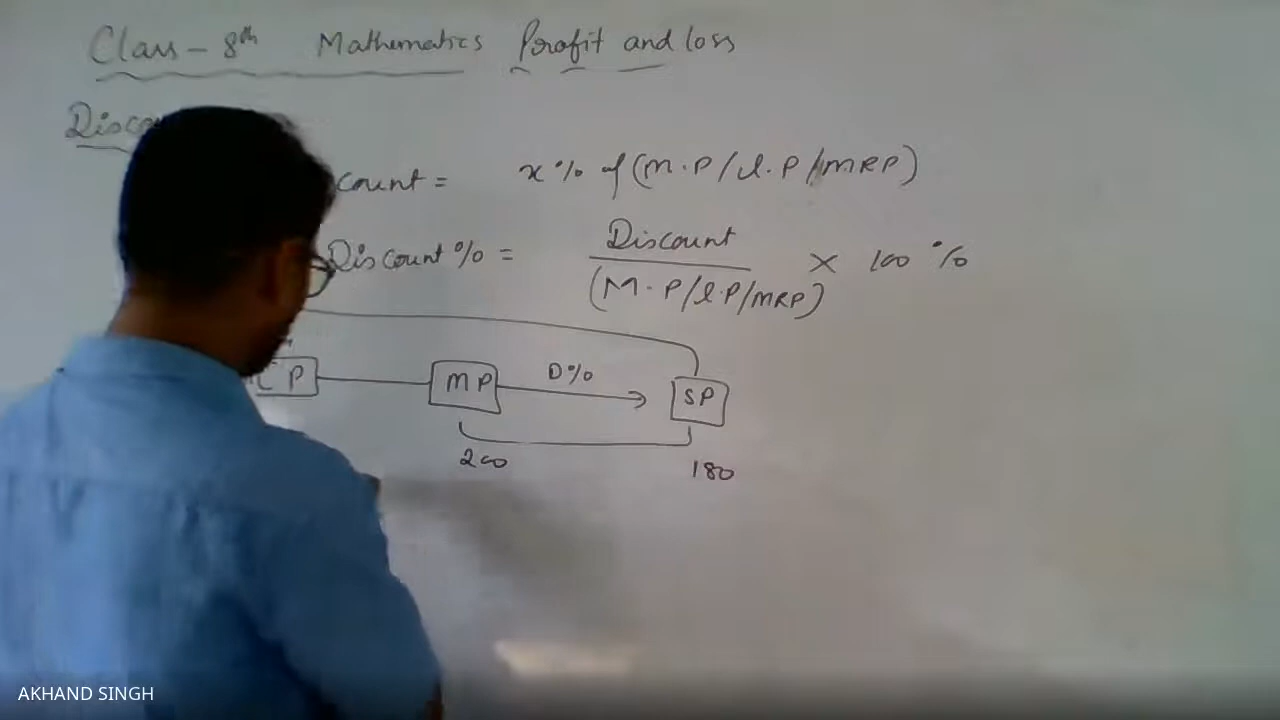 Class - 8th Mathematics Profit and loss
count = x% of (M.P/l.P/MRP)
Discount% = Discount / (M.P/l.P/MRP) × 100%
CP MP D% SP
200 180
AKHAND SINGH